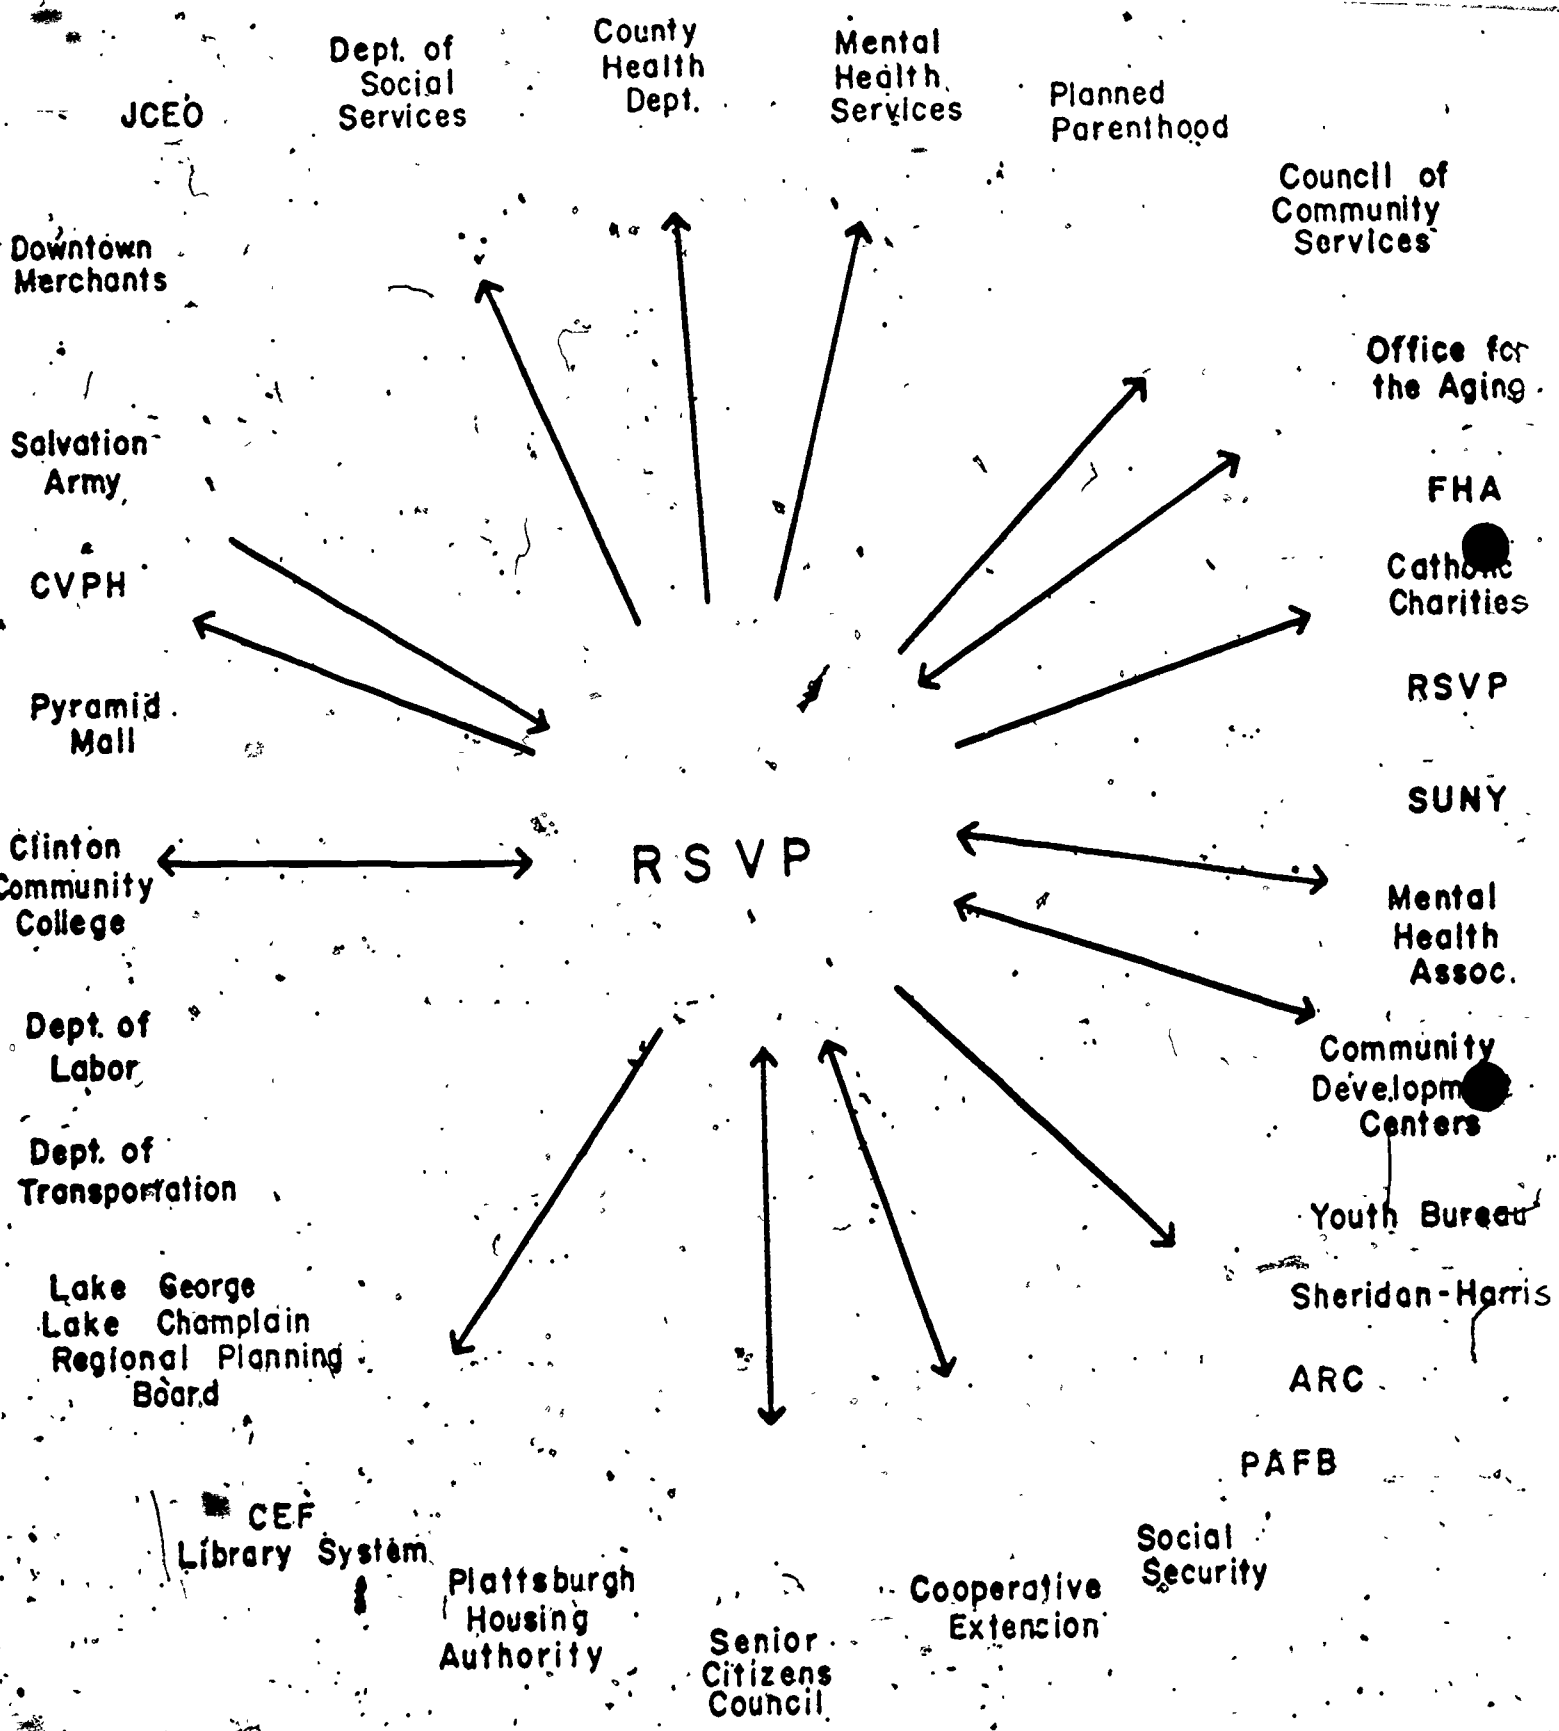 JCEO
Dept. of
Social
Services
County
Health
Dept.
Mental
Health
Services
Planned
Parenthood
Council of
Community
Services
Downtown
Merchants
Office for
the Aging
Salvation
Army
FHA
CVPH
Catholic
Charities
Pyramid
Mall
RSVP
SUNY
Clinton
Community
College
RSVP
Mental
Health
Assoc.
Dept. of
Labor
Community
Developm
Centers
Dept. of
Transportation
Youth Bureau
Lake George
Lake Champlain
Regional Planning
Board
Sheridan-Harris
ARC
PAFB
CEF
Library System
Social
Security
Plattsburgh
Housing
Authority
Cooperative
Extension
Senior
Citizens
Council